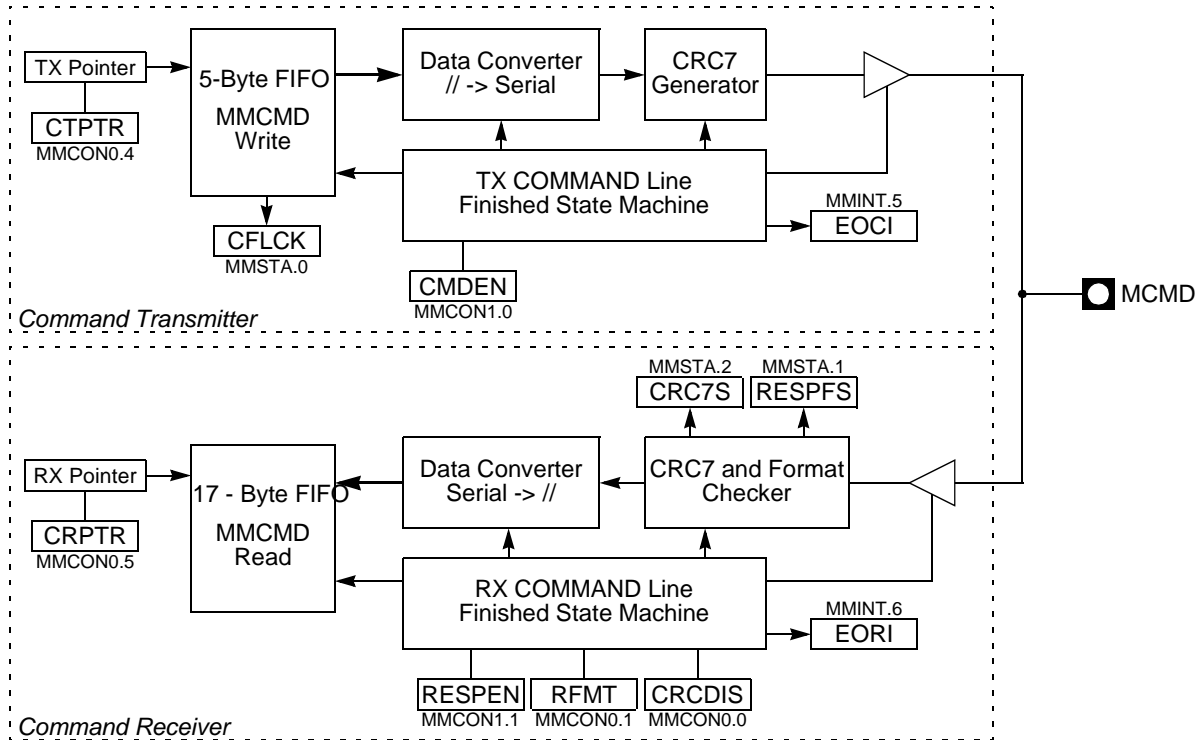 TX Pointer
CTPTR
MMCON0.4
5-Byte FIFO
MMCMD
Write
CFLCK
MMSTA.0
Data Converter
// -> Serial
CRC7
Generator
TX COMMAND Line
Finished State Machine
CMDEN
MMCON1.0
MMINT.5
EOCI
Command Transmitter
MCMD
MMSTA.2
CRC7S
MMSTA.1
RESPFS
RX Pointer
CRPTR
MMCON0.5
17 - Byte FIFO
MMCMD
Read
Data Converter
Serial -> //
CRC7 and Format
Checker
RX COMMAND Line
Finished State Machine
MMINT.6
EORI
RESPEN
MMCON1.1
RFMT
MMCON0.1
CRCDIS
MMCON0.0
Command Receiver